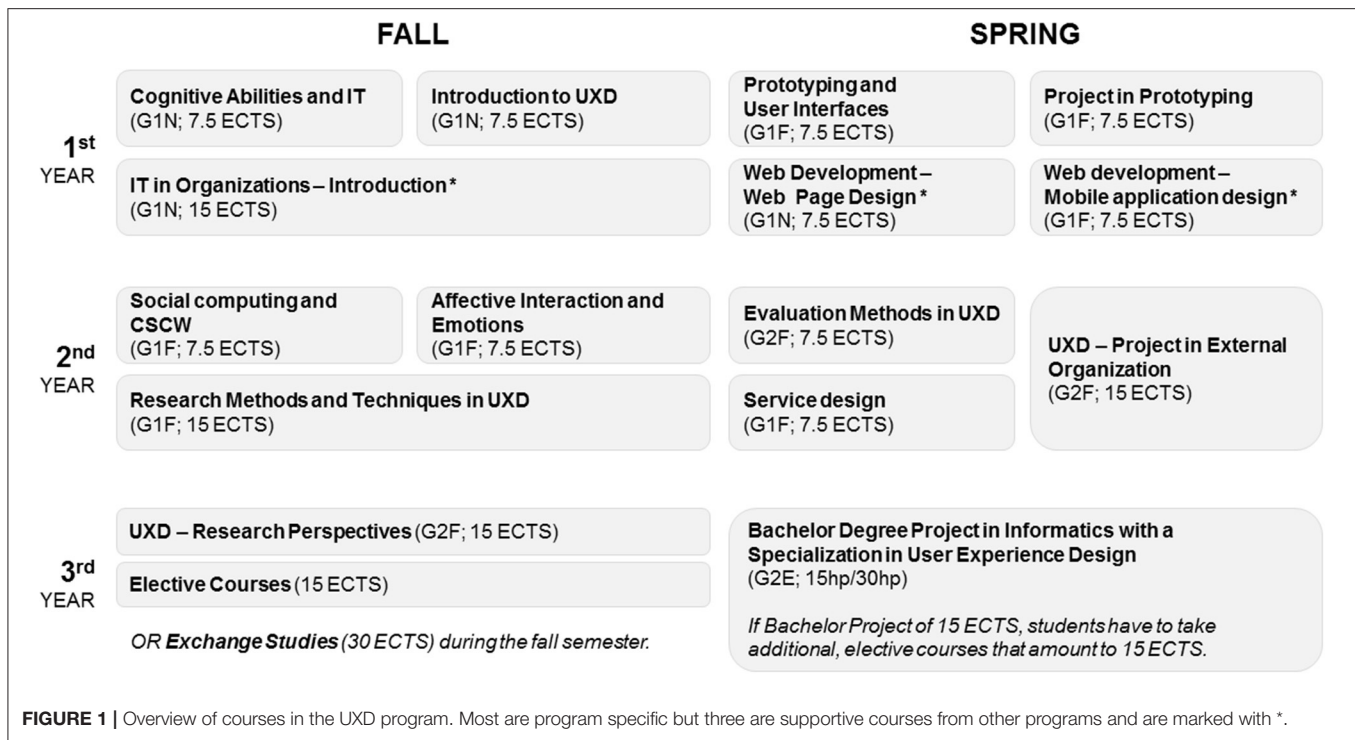 FALL
SPRING
1st
YEAR
Cognitive Abilities and IT
(G1N; 7.5 ECTS)
Introduction to UXD
(G1N; 7.5 ECTS)
Prototyping and
User Interfaces
(G1F; 7.5 ECTS)
Project in Prototyping
(G1F; 7.5 ECTS)
IT in Organizations – Introduction *
(G1N; 15 ECTS)
Web Development –
Web Page Design *
(G1N; 7.5 ECTS)
Web development –
Mobile application design *
(G1F; 7.5 ECTS)
2nd
YEAR
Social computing and
CSCW
(G1F; 7.5 ECTS)
Affective Interaction and
Emotions
(G1F; 7.5 ECTS)
Evaluation Methods in UXD
(G2F; 7.5 ECTS)
UXD – Project in External
Organization
(G2F; 15 ECTS)
Research Methods and Techniques in UXD
(G1F; 15 ECTS)
Service design
(G1F; 7.5 ECTS)
3rd
YEAR
UXD – Research Perspectives (G2F; 15 ECTS)
Elective Courses (15 ECTS)
OR Exchange Studies (30 ECTS) during the fall semester.
Bachelor Degree Project in Informatics with a
Specialization in User Experience Design
(G2E; 15hp/30hp)
If Bachelor Project of 15 ECTS, students have to take
additional, elective courses that amount to 15 ECTS.
FIGURE 1 | Overview of courses in the UXD program. Most are program specific but three are supportive courses from other programs and are marked with *.